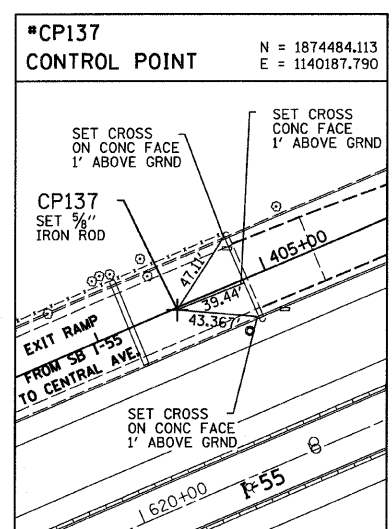 *CP137
CONTROL POINT
N = 1874484.113
E = 1140187.790
SET CROSS
ON CONC FACE
1' ABOVE GRND
SET CROSS
CONC FACE
1' ABOVE GRND
CP137
SET 5/8"
IRON ROD
405+00
47.11'
39.44'
43.367'
EXIT RAMP
FROM SB I-55
TO CENTRAL AVE.
SET CROSS
ON CONC FACE
1' ABOVE GRND
I-55
620+00